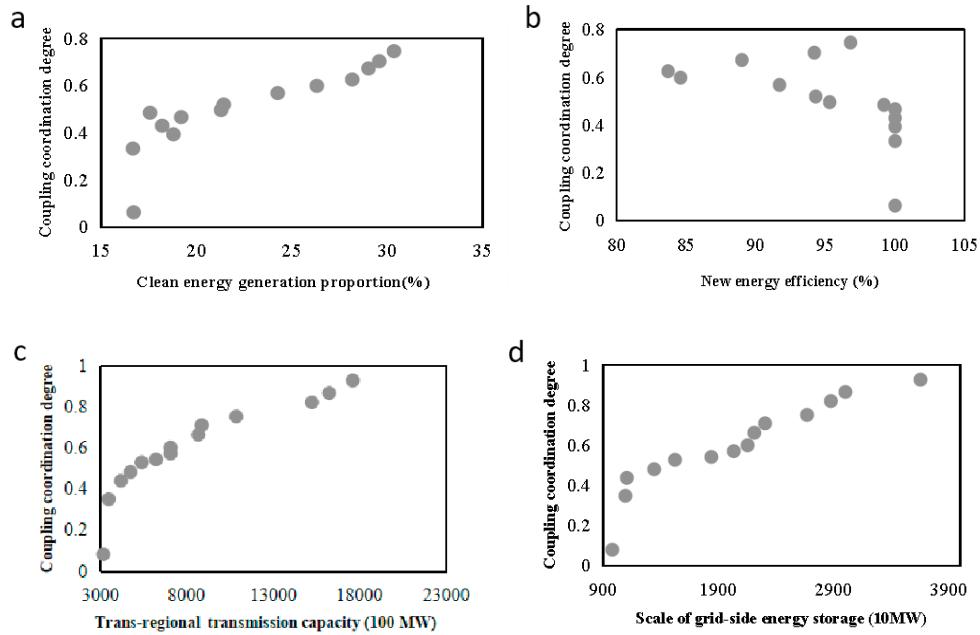 a
Coupling coordination degree
0.8
0.6
0.4
0.2
0
15 20 25 30 35
Clean energy generation proportion(%)
b
Coupling coordination degree
0.8
0.6
0.4
0.2
0
80 85 90 95 100 105
New energy efficiency (%)
c
Coupling coordination degree
1
0.8
0.6
0.4
0.2
0
3000 8000 13000 18000 23000
Trans-regional transmission capacity (100 MW)
d
Coupling coordination degree
1
0.8
0.6
0.4
0.2
0
900 1900 2900 3900
Scale of grid-side energy storage (10MW)